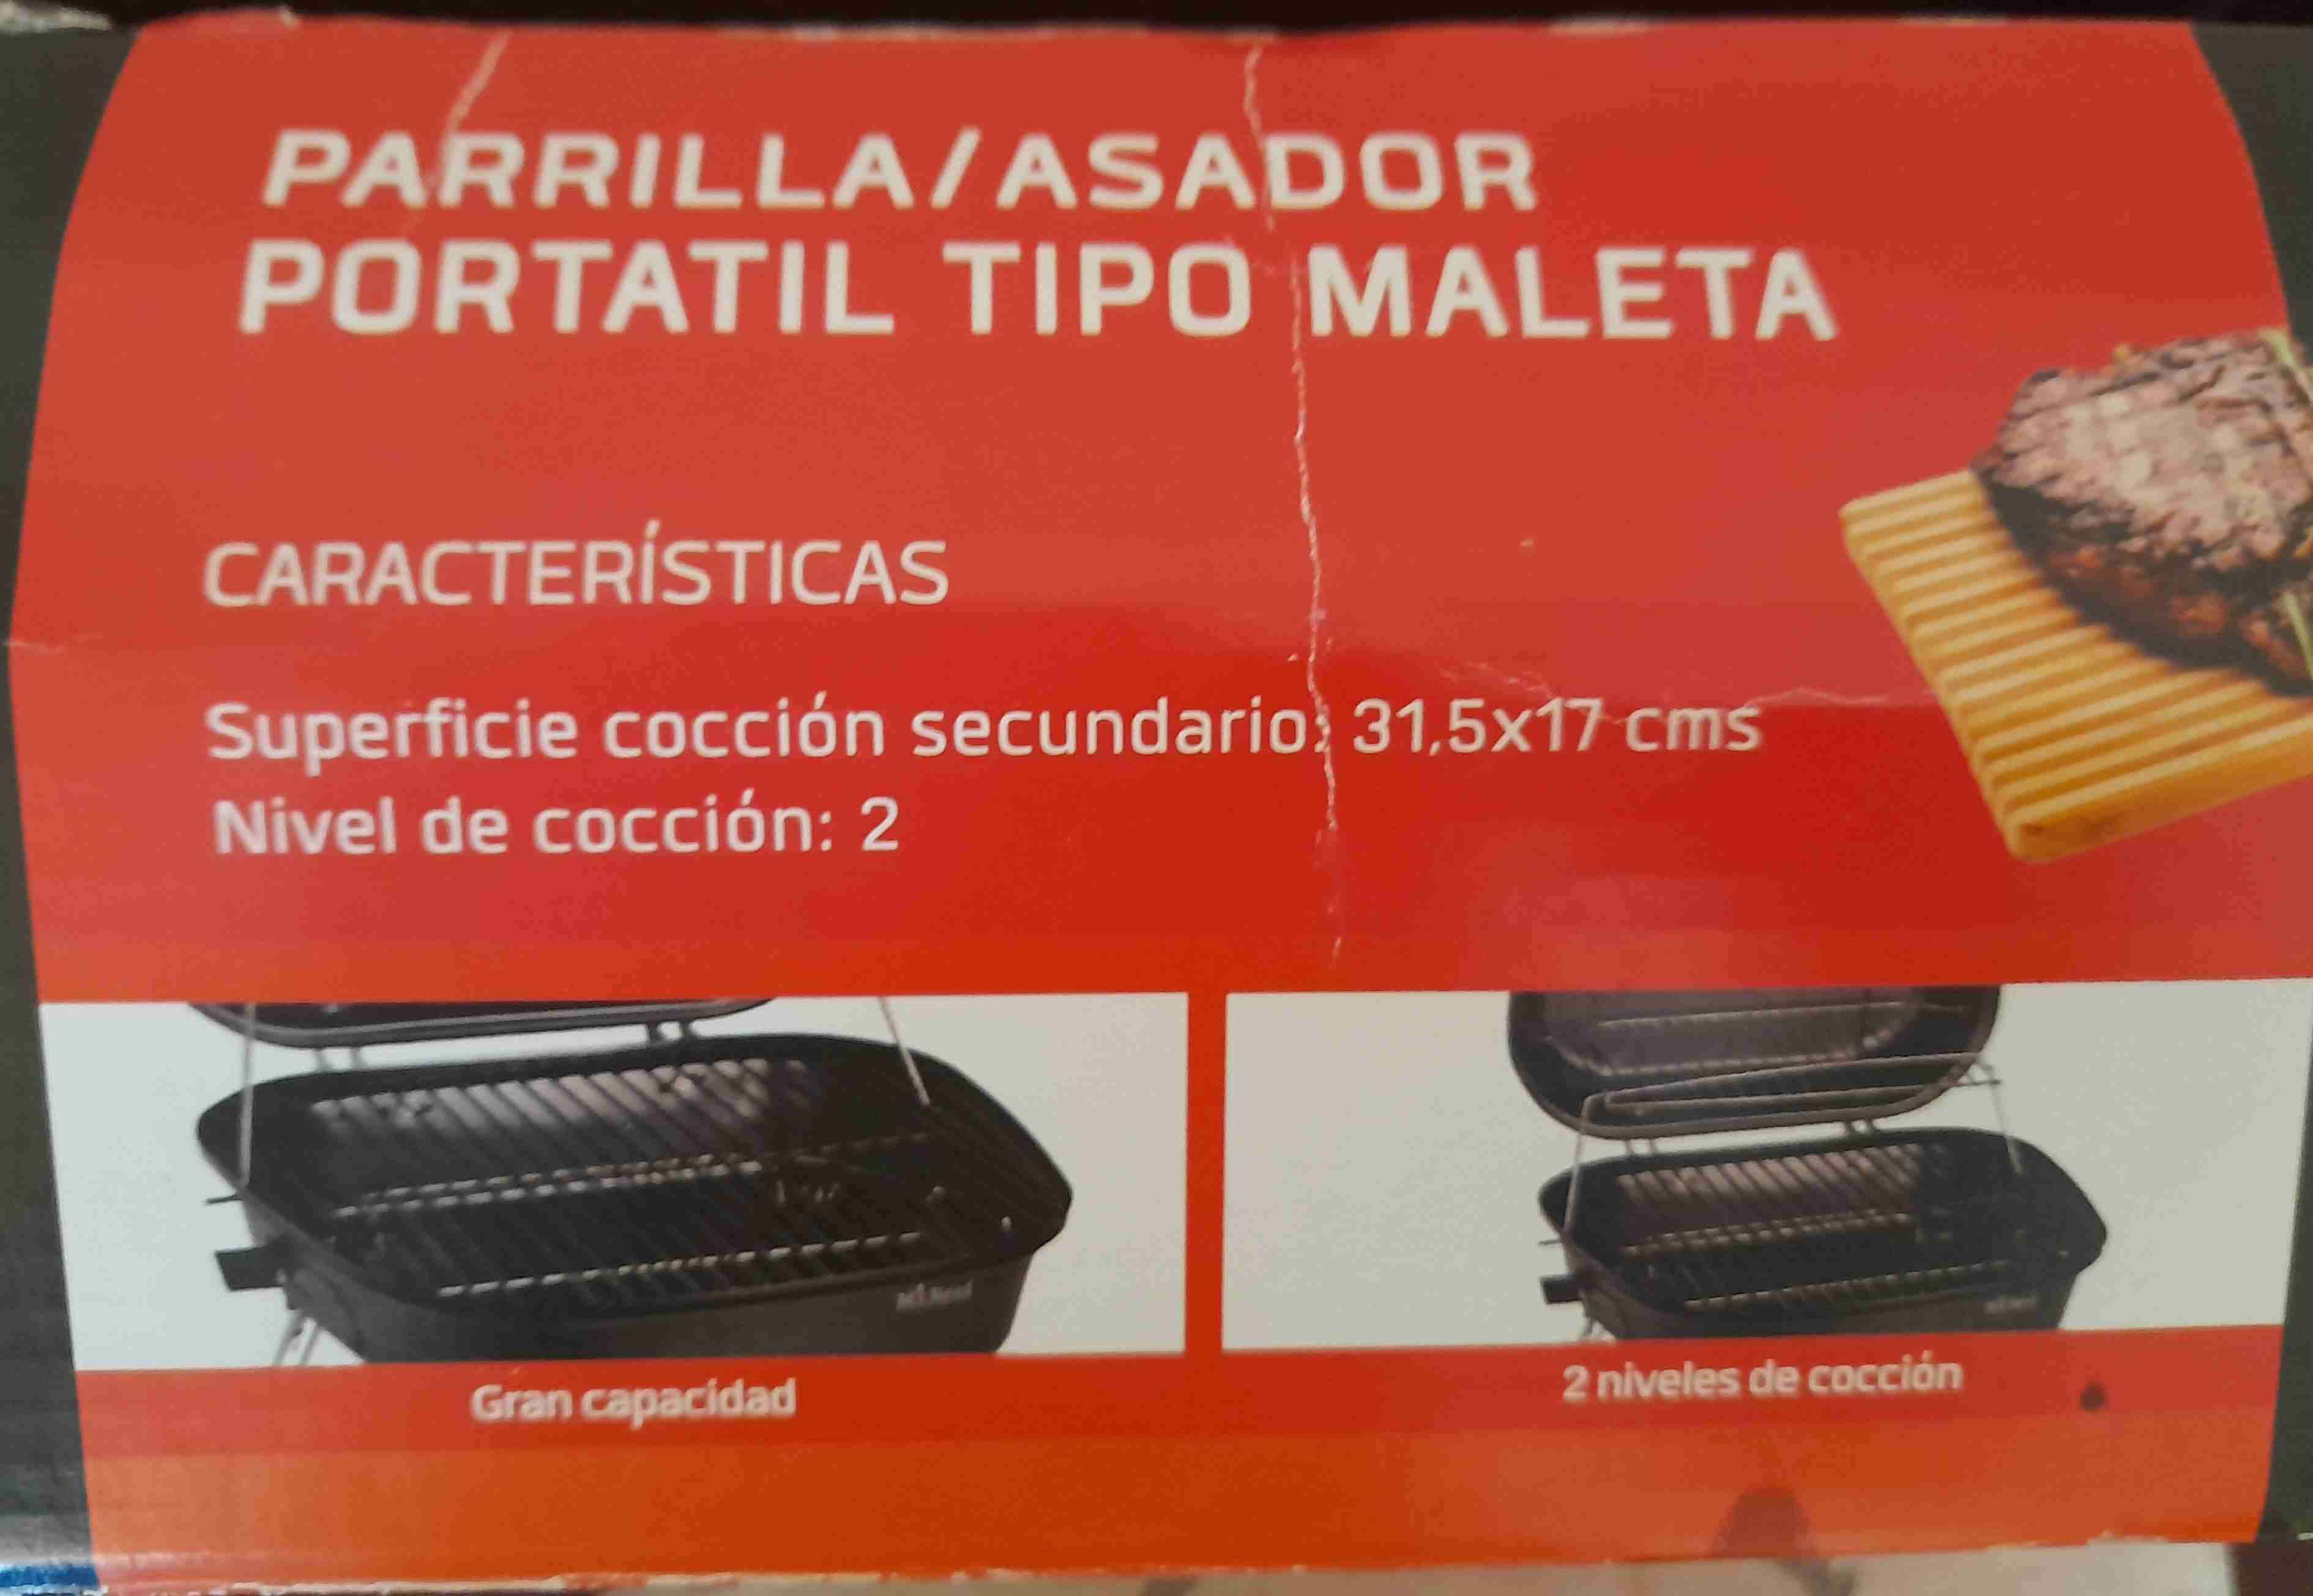 PARRILLA/ASADOR
PORTATIL TIPO MALETA
CARACTERÍSTICAS
Superficie cocción secundario: 31,5x17 cms
Nivel de cocción: 2
Gran capacidad
2 niveles de cocción